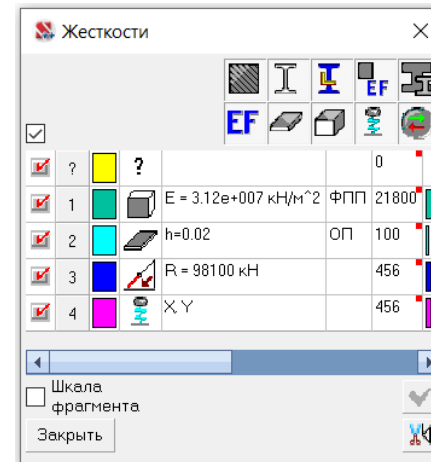 Жесткости
EF
EF
? ? 0
1 E = 3.12e+007 кН/м^2 ФПП 21800
2 h=0.02 ОП 100
3 R = 98100 кН 456
4 X,Y 456
Шкала
фрагмента
Закрыть